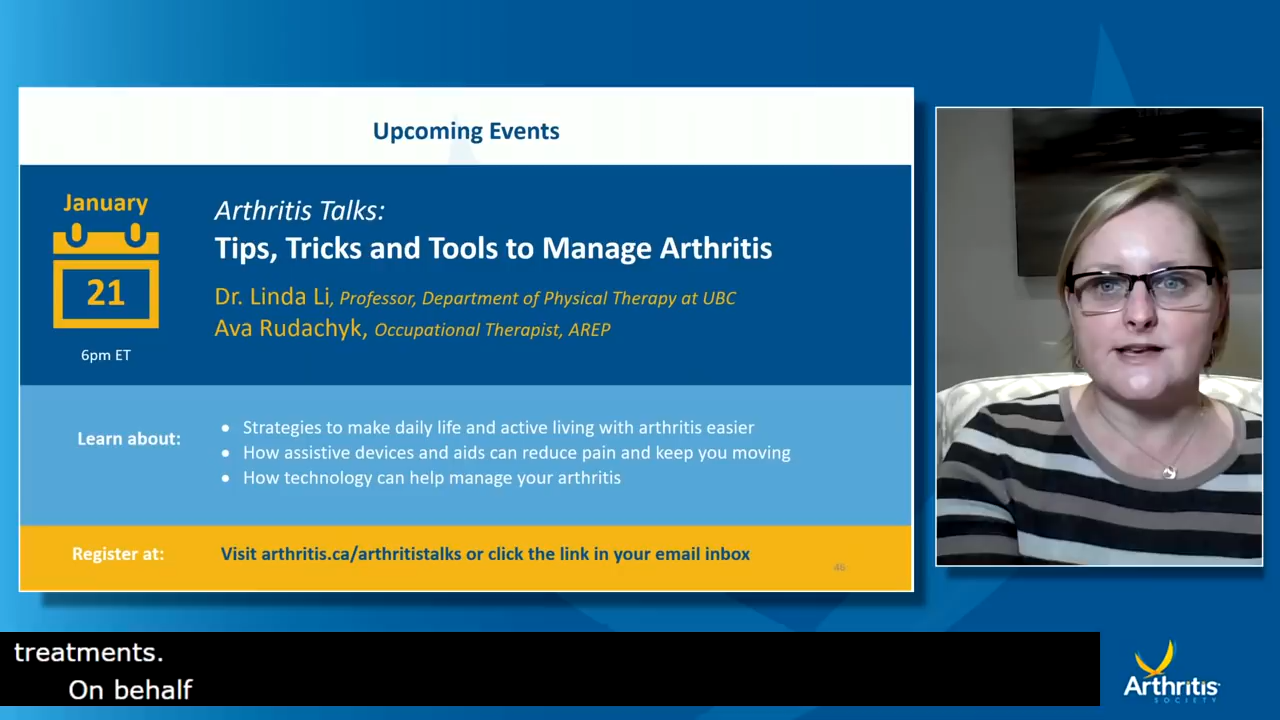 Upcoming Events
January
21
6pm ET
Arthritis Talks:
Tips, Tricks and Tools to Manage Arthritis
Dr. Linda Li, Professor, Department of Physical Therapy at UBC
Ava Rudachyk, Occupational Therapist, AREP
Learn about:
• Strategies to make daily life and active living with arthritis easier
• How assistive devices and aids can reduce pain and keep you moving
• How technology can help manage your arthritis
Register at:
Visit arthritis.ca/arthritistalks or click the link in your email inbox
46
treatments.
On behalf
Arthritis
SOCIETY